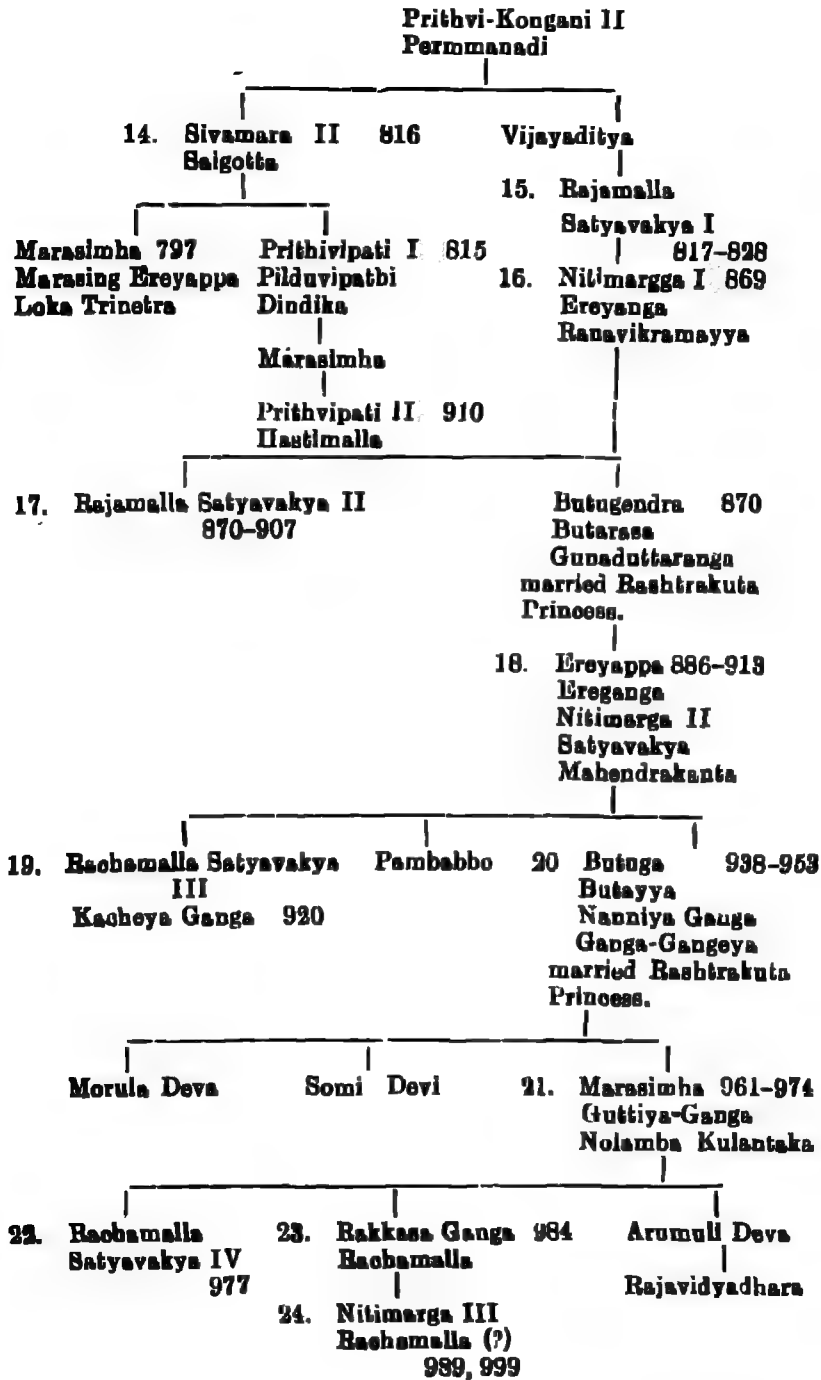 Prithvi-Kongani II
Permmanadi
14. Sivamara II 816
Saigotta
Vijayaditya
15. Rajamalla
Satyavakya I
817-828
Marasimha 797
Marasing Ereyappa
Loka Trinetra
Prithivipati I 815
Pilduvipathi
Dindika
Márasimha
Prithvipati II 910
Hastimalla
16. Nitimargga I 869
Ereyanga
Ranavikramayya
17. Rajamalla Satyavakya II
870-907
Butugendra 870
Butarasa
Gunaduttaranga
married Rashtrakuta
Princess.
18. Ereyappa 886-913
Ereganga
Nitimarga II
Satyavakya
Mahendrakanta
19. Rachamalla Satyavakya
III
Kacheya Ganga 920
Pambabbo
20 Butuga 938-953
Butayya
Nanniya Ganga
Ganga-Gangeya
married Rashtrakuta
Princess.
Morula Deva
Somi Devi
21. Marasimha 961-974
Guttiya-Ganga
Nolamba Kulantaka
22. Rachamalla
Satyavakya IV
977
23. Rakkasa Ganga 984
Rachamalla
Arumuli Deva
Rajavidyadhara
24. Nitimarga III
Rachamalla (?)
989, 999